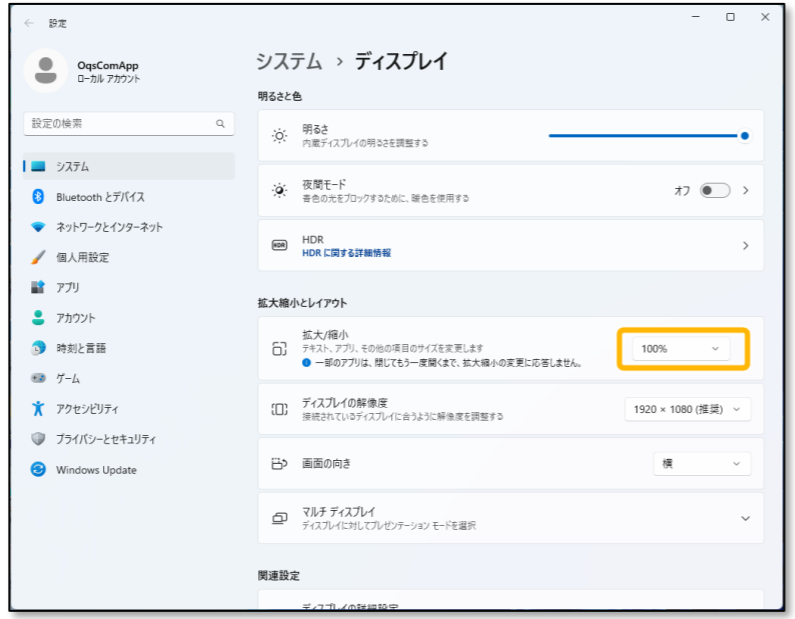 ← 設定
OqsComApp
ローカル アカウント
設定の検索
システム
Bluetooth とデバイス
ネットワークとインターネット
個人用設定
アプリ
アカウント
時刻と言語
ゲーム
アクセシビリティ
プライバシーとセキュリティ
Windows Update
システム › ディスプレイ
明るさと色
明るさ
内蔵ディスプレイの明るさを調整する
夜間モード
青色の光をブロックするために、暖色を使用する
オフ
HDR
HDR
HDR に関する詳細情報
拡大縮小とレイアウト
拡大/縮小
テキスト、アプリ、その他の項目のサイズを変更します
一部のアプリは、閉じてもう一度開くまで、拡大縮小の変更に応答しません。
100%
ディスプレイの解像度
接続されているディスプレイに合うように解像度を調整する
1920 × 1080 (推奨)
画面の向き
横
マルチ ディスプレイ
ディスプレイに対してプレゼンテーション モードを選択
関連設定
ディスプレイの詳細設定